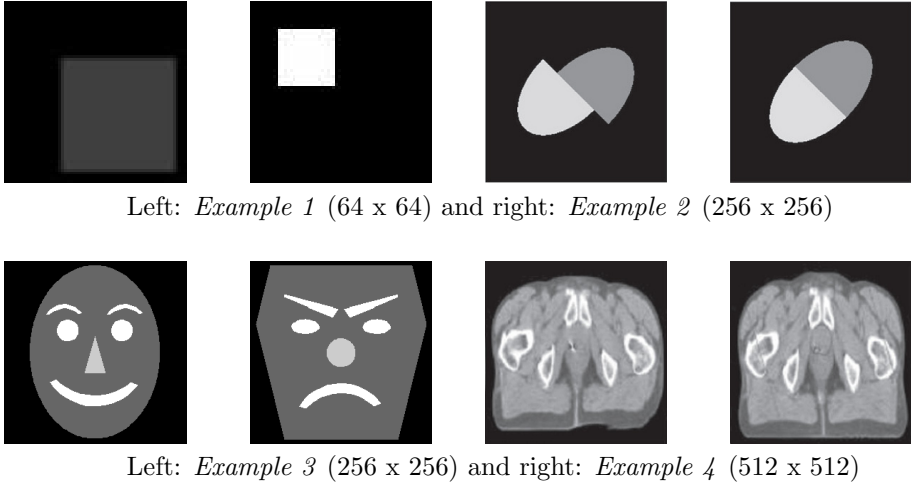 Left: Example 1 (64 x 64) and right: Example 2 (256 x 256)
Left: Example 3 (256 x 256) and right: Example 4 (512 x 512)